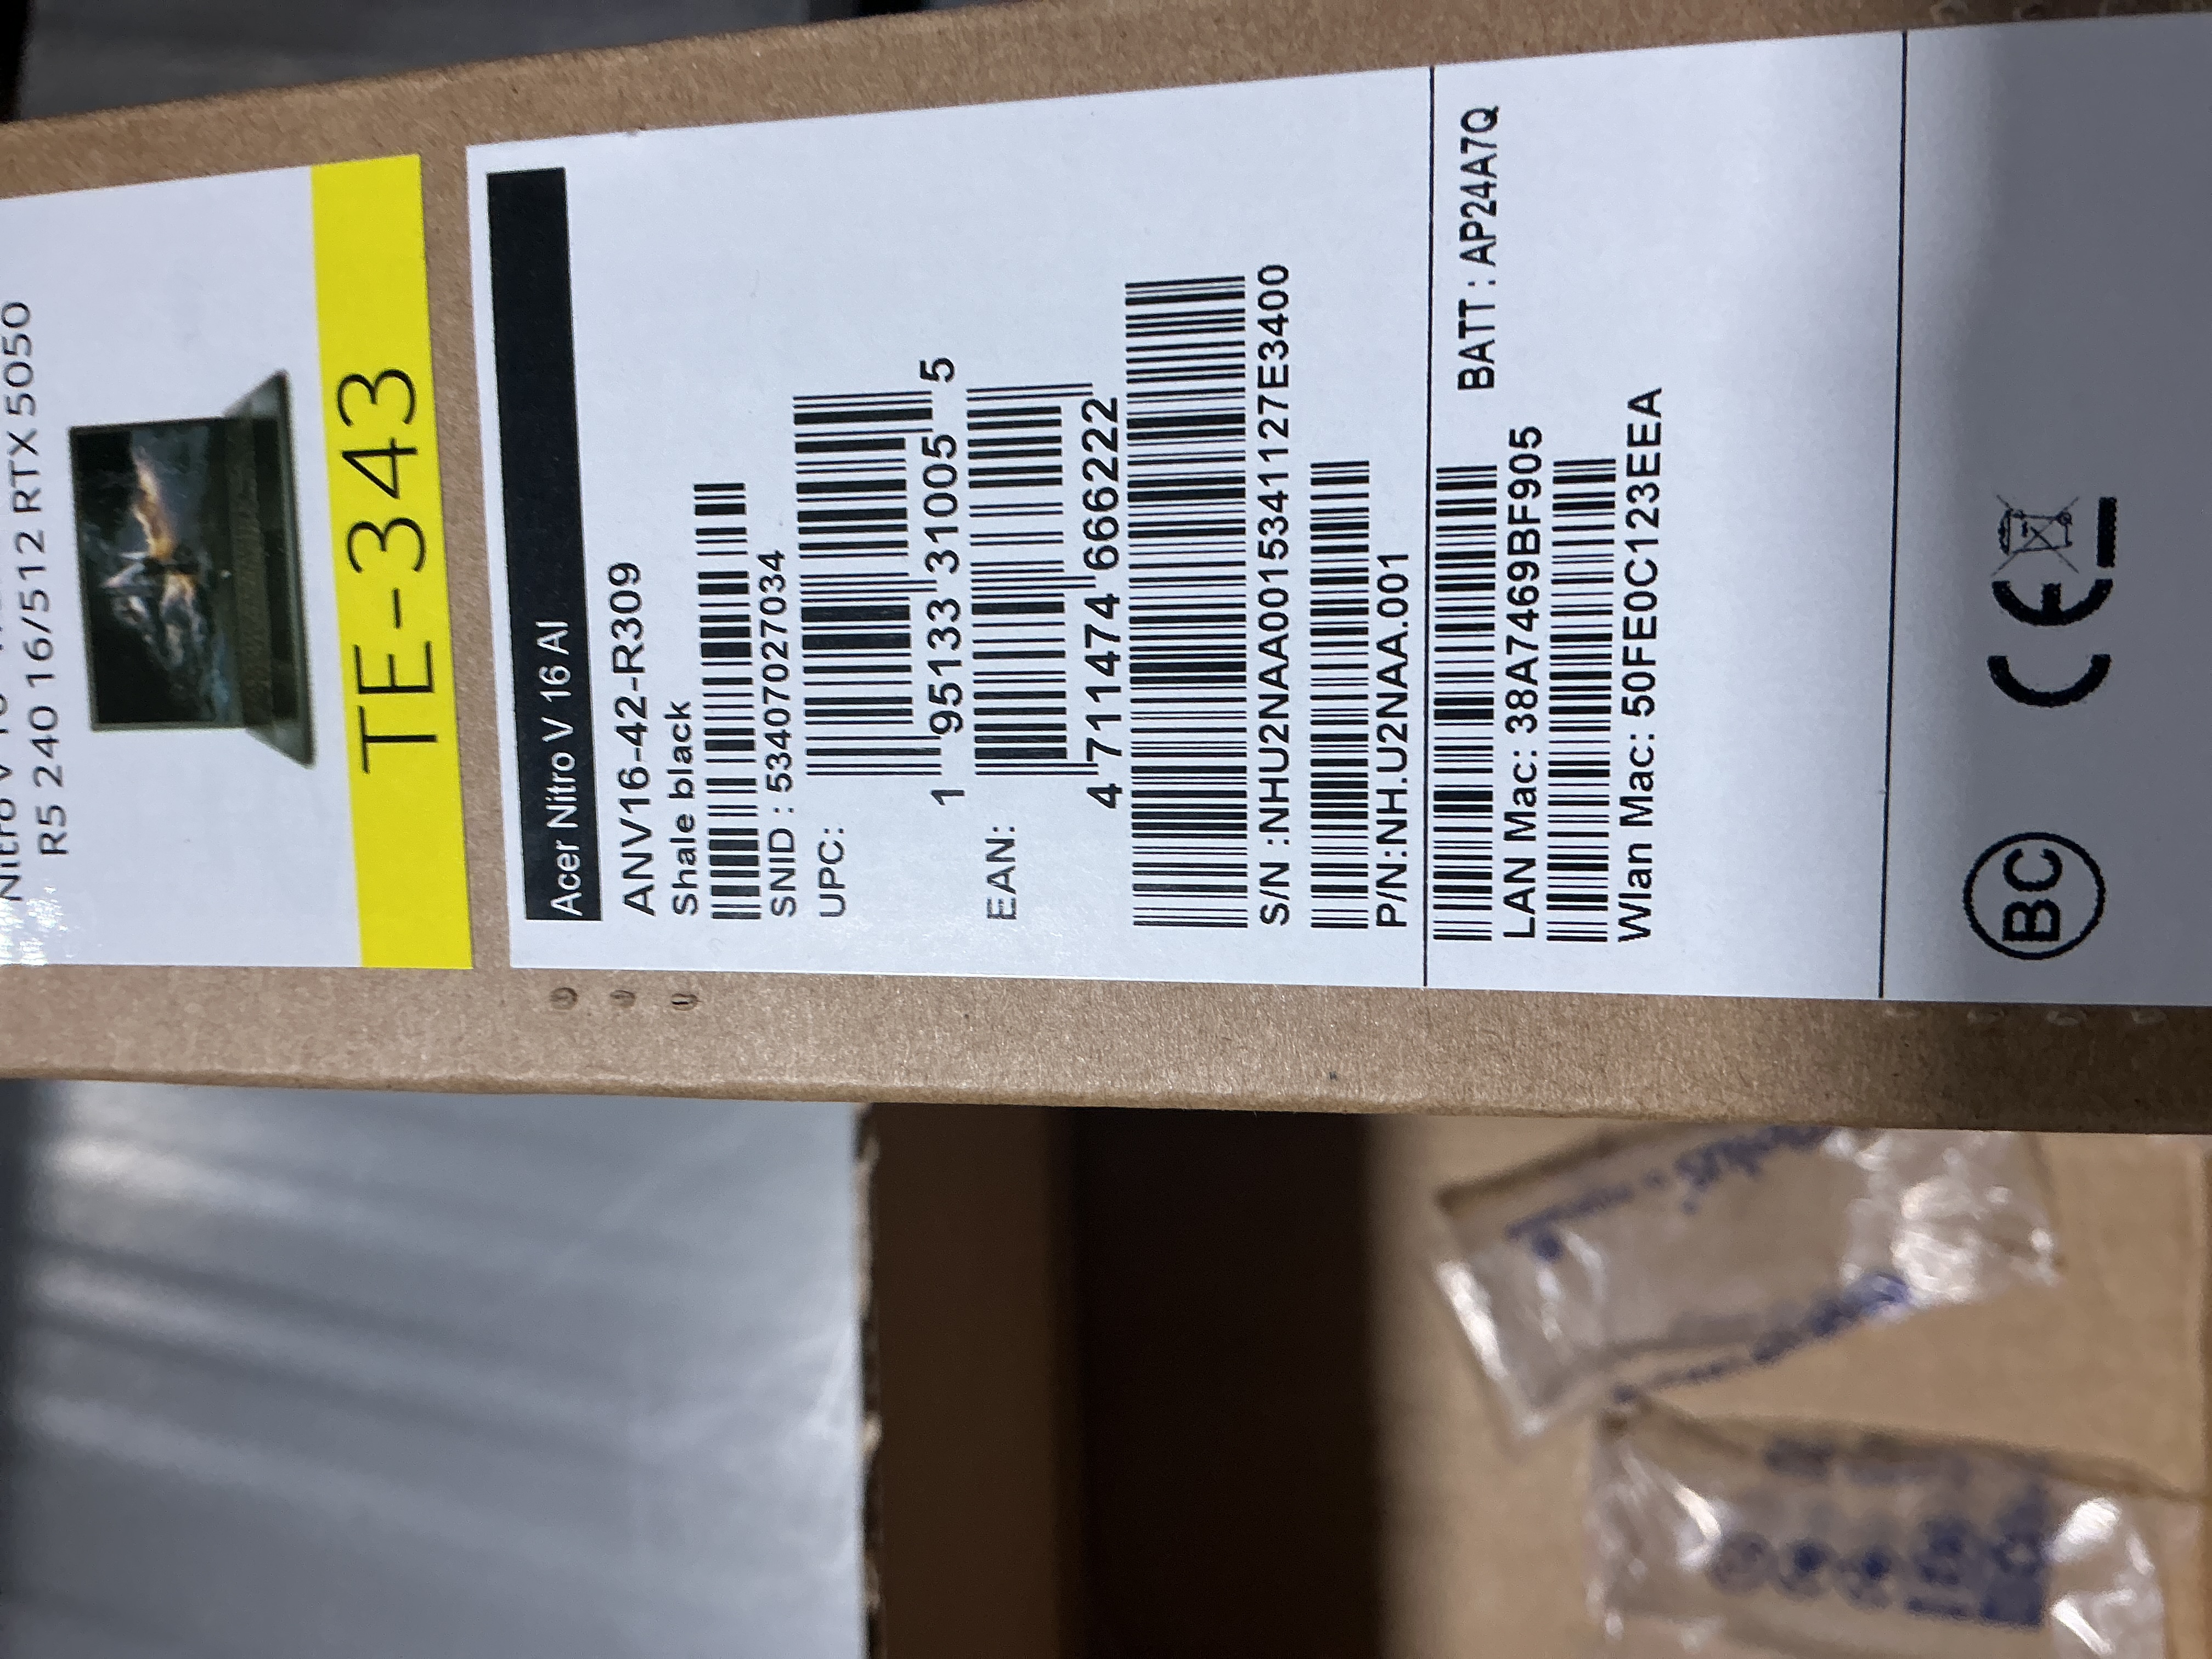 R5 240 16/512 RTX 5050
TE-343
Acer Nitro V 16 AI
ANV16-42-R309
Shale black
SNID : 53407027034
UPC:
1 95133 31005 5
EAN:
4 711474 666222
S/N :NHU2NAA0015341127E3400
P/N:NH.U2NAA.001
LAN Mac: 38A7469BF905 BATT : AP24A7Q
Wlan Mac: 50FE0C123EEA
BC CE